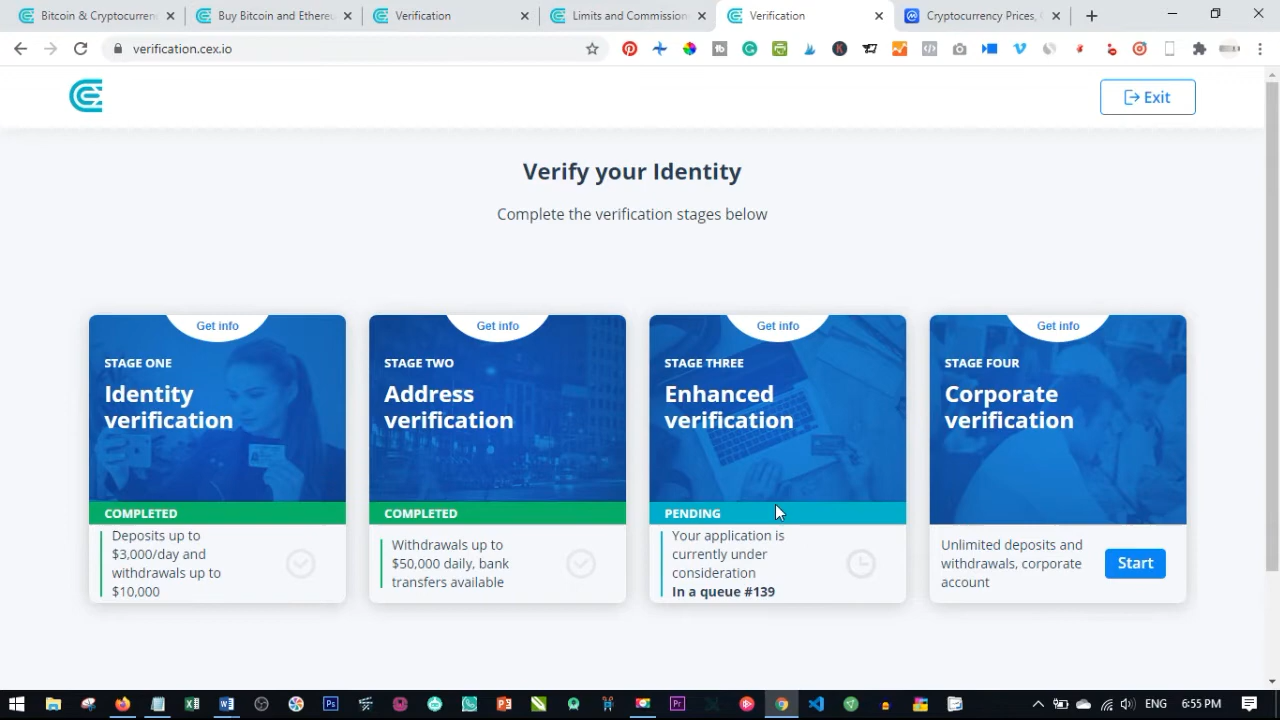 Bitcoin & Cryptocurren
Buy Bitcoin and Ethereu
Verification
Limits and Commission
Verification
Cryptocurrency Prices,
verification.cex.io
Exit
Verify your Identity
Complete the verification stages below
Get info
STAGE ONE
Identity
verification
COMPLETED
Deposits up to
$3,000/day and
withdrawals up to
$10,000
Get info
STAGE TWO
Address
verification
COMPLETED
Withdrawals up to
$50,000 daily, bank
transfers available
Get info
STAGE THREE
Enhanced
verification
PENDING
Your application is
currently under
consideration
In a queue #139
Get info
STAGE FOUR
Corporate
verification
Unlimited deposits and
withdrawals, corporate
account
Start
ENG
6:55 PM